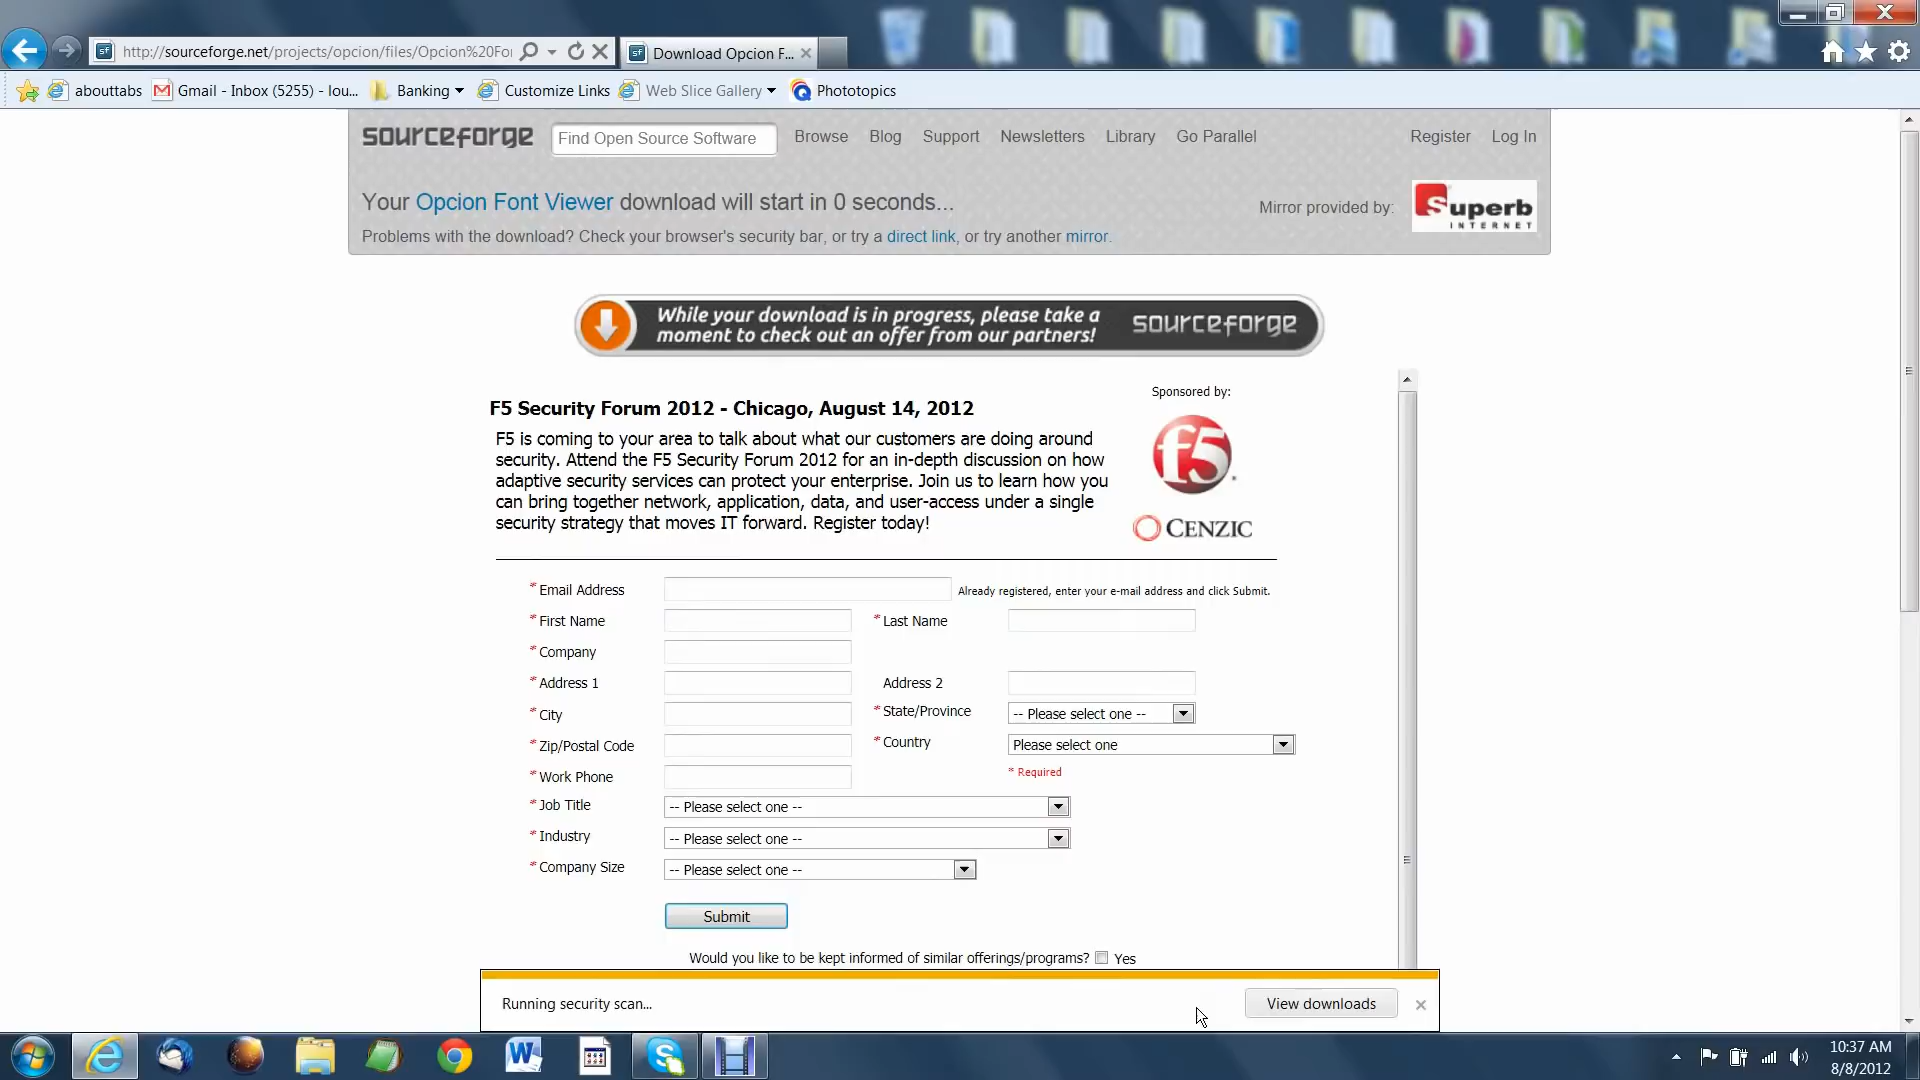 http://sourceforge.net/projects/opcion/files/Opcion%20For
Download Opcion F...
abouttabs
Gmail - Inbox (5255) - lou...
Banking
Customize Links
Web Slice Gallery
Phototopics
sourceforge
Find Open Source Software
Browse
Blog
Support
Newsletters
Library
Go Parallel
Register
Log In
Your Opcion Font Viewer download will start in 0 seconds...
Mirror provided by:
Superb
INTERNET
Problems with the download? Check your browser's security bar, or try a direct link, or try another mirror.
While your download is in progress, please take a
moment to check out an offer from our partners!
sourceforge
Sponsored by:
F5 Security Forum 2012 - Chicago, August 14, 2012
F5 is coming to your area to talk about what our customers are doing around
security. Attend the F5 Security Forum 2012 for an in-depth discussion on how
adaptive security services can protect your enterprise. Join us to learn how you
can bring together network, application, data, and user-access under a single
security strategy that moves IT forward. Register today!
f5
CENZIC
* Email Address
Already registered, enter your e-mail address and click Submit.
* First Name
* Last Name
* Company
* Address 1
Address 2
* City
* State/Province
-- Please select one --
* Zip/Postal Code
* Country
Please select one
* Work Phone
* Required
* Job Title
-- Please select one --
* Industry
-- Please select one --
* Company Size
-- Please select one --
Submit
Would you like to be kept informed of similar offerings/programs?
Yes
Running security scan...
View downloads
10:37 AM
8/8/2012